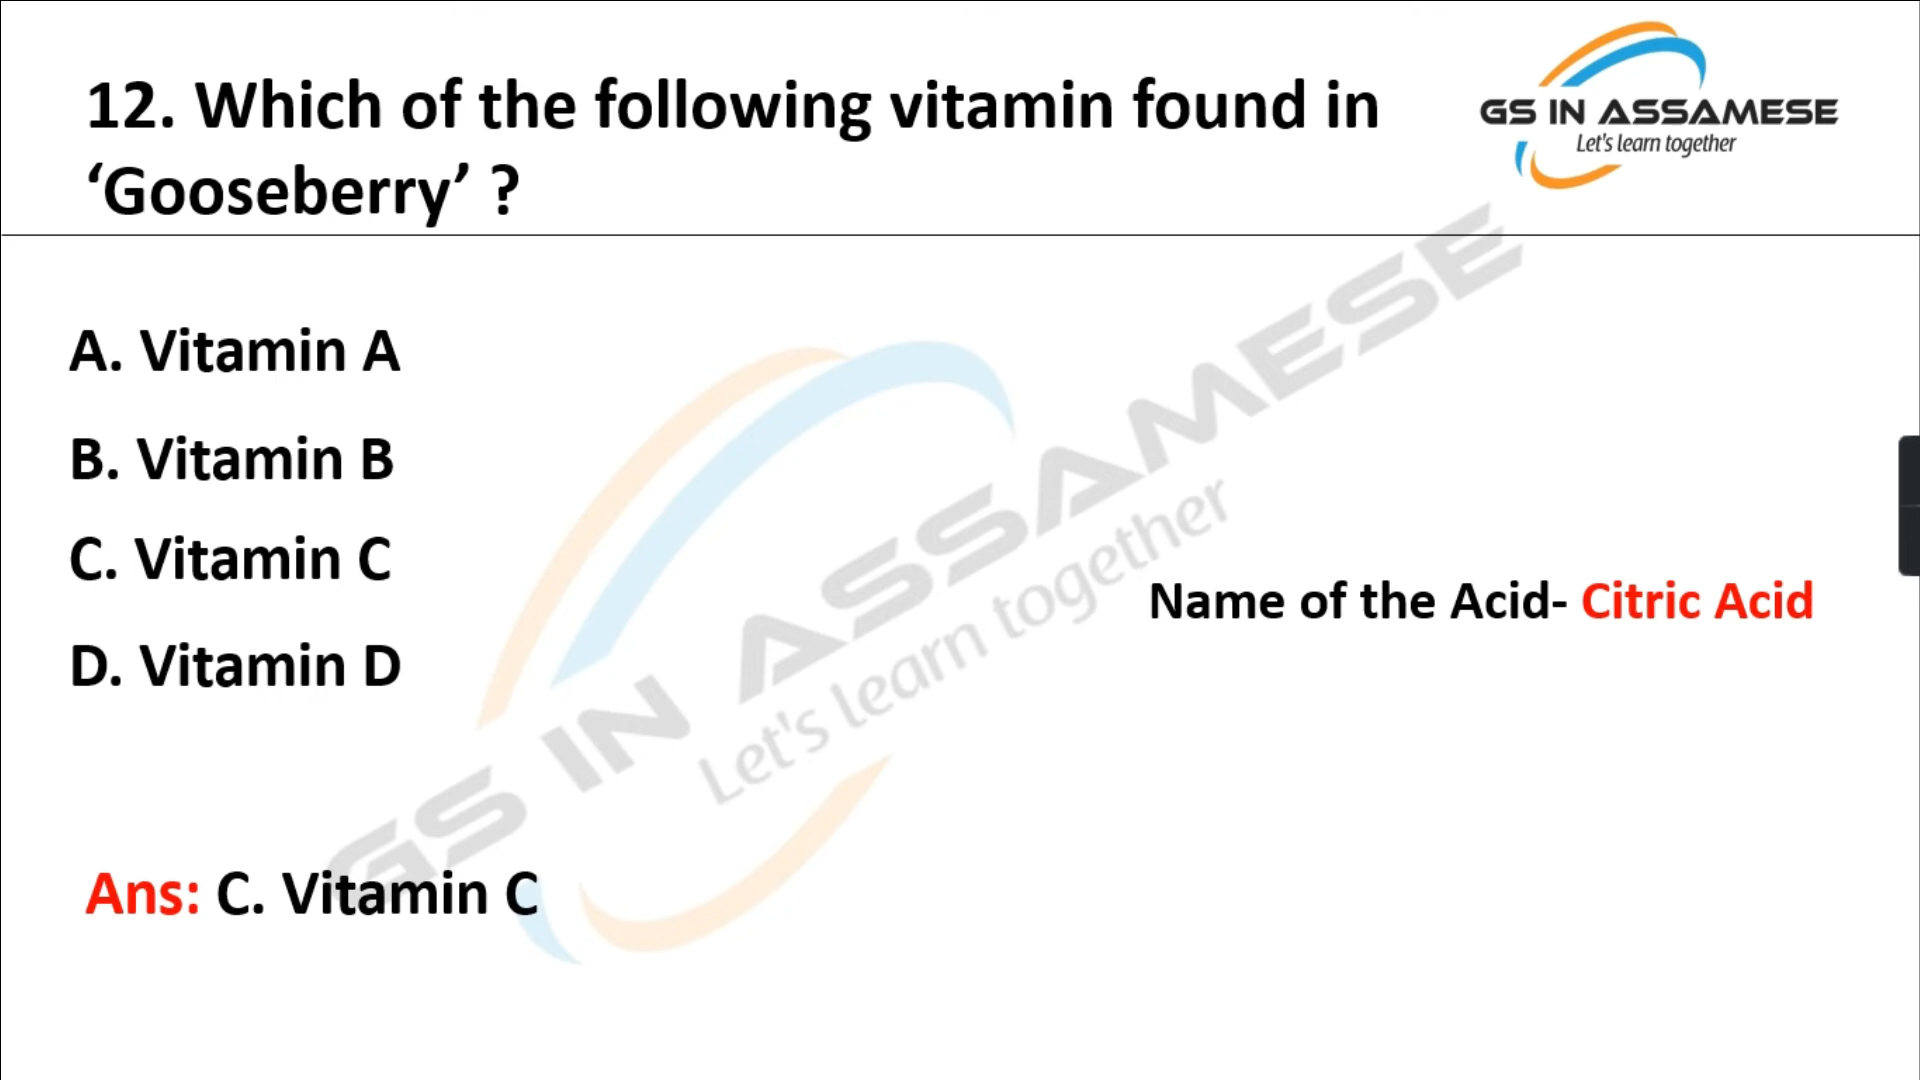 12. Which of the following vitamin found in
‘Gooseberry’ ?
GS IN ASSAMESE
Let's learn together
A. Vitamin A
B. Vitamin B
C. Vitamin C
D. Vitamin D
Name of the Acid- Citric Acid
GS IN ASSAMESE
Let's learn together
Ans: C. Vitamin C